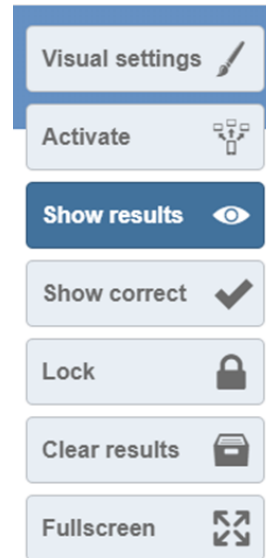 Visual settings
Activate
Show results
Show correct
Lock
Clear results
Fullscreen